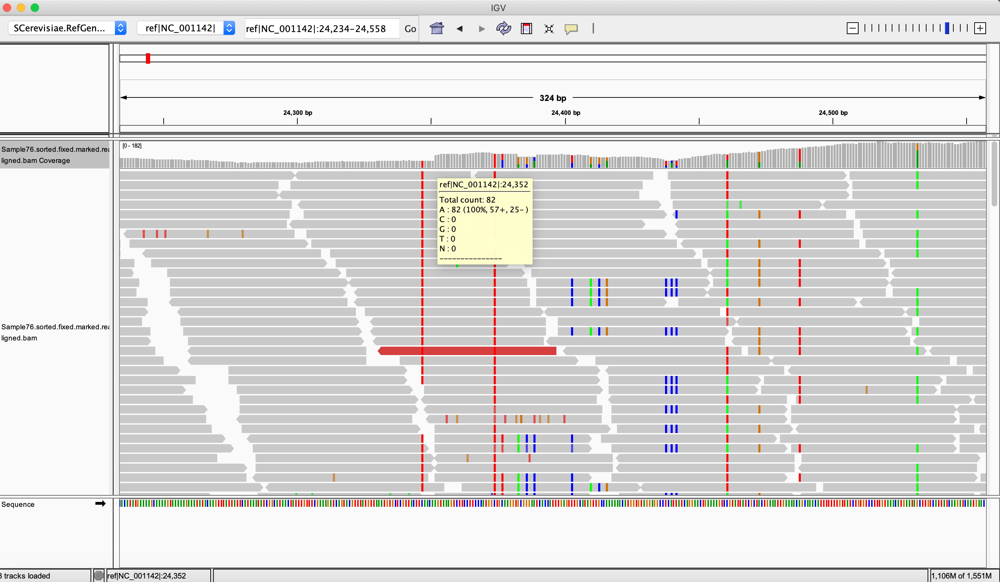 IGV
SCerevisiae.RefGen...
ref|NC_001142|
ref|NC_001142|:24,234-24,558
Go
324 bp
24,300 bp
24,400 bp
24,500 bp
Sample76.sorted.fixed.marked.rea
ligned.bam Coverage
[0 - 182]
ref|NC_001142|:24,352
Total count: 82
A : 82 (100%, 57+, 25- )
C : 0
G : 0
T : 0
N : 0
---------------
Sample76.sorted.fixed.marked.rea
ligned.bam
Sequence
tracks loaded
ref|NC_001142|:24,352
1,106M of 1,551M